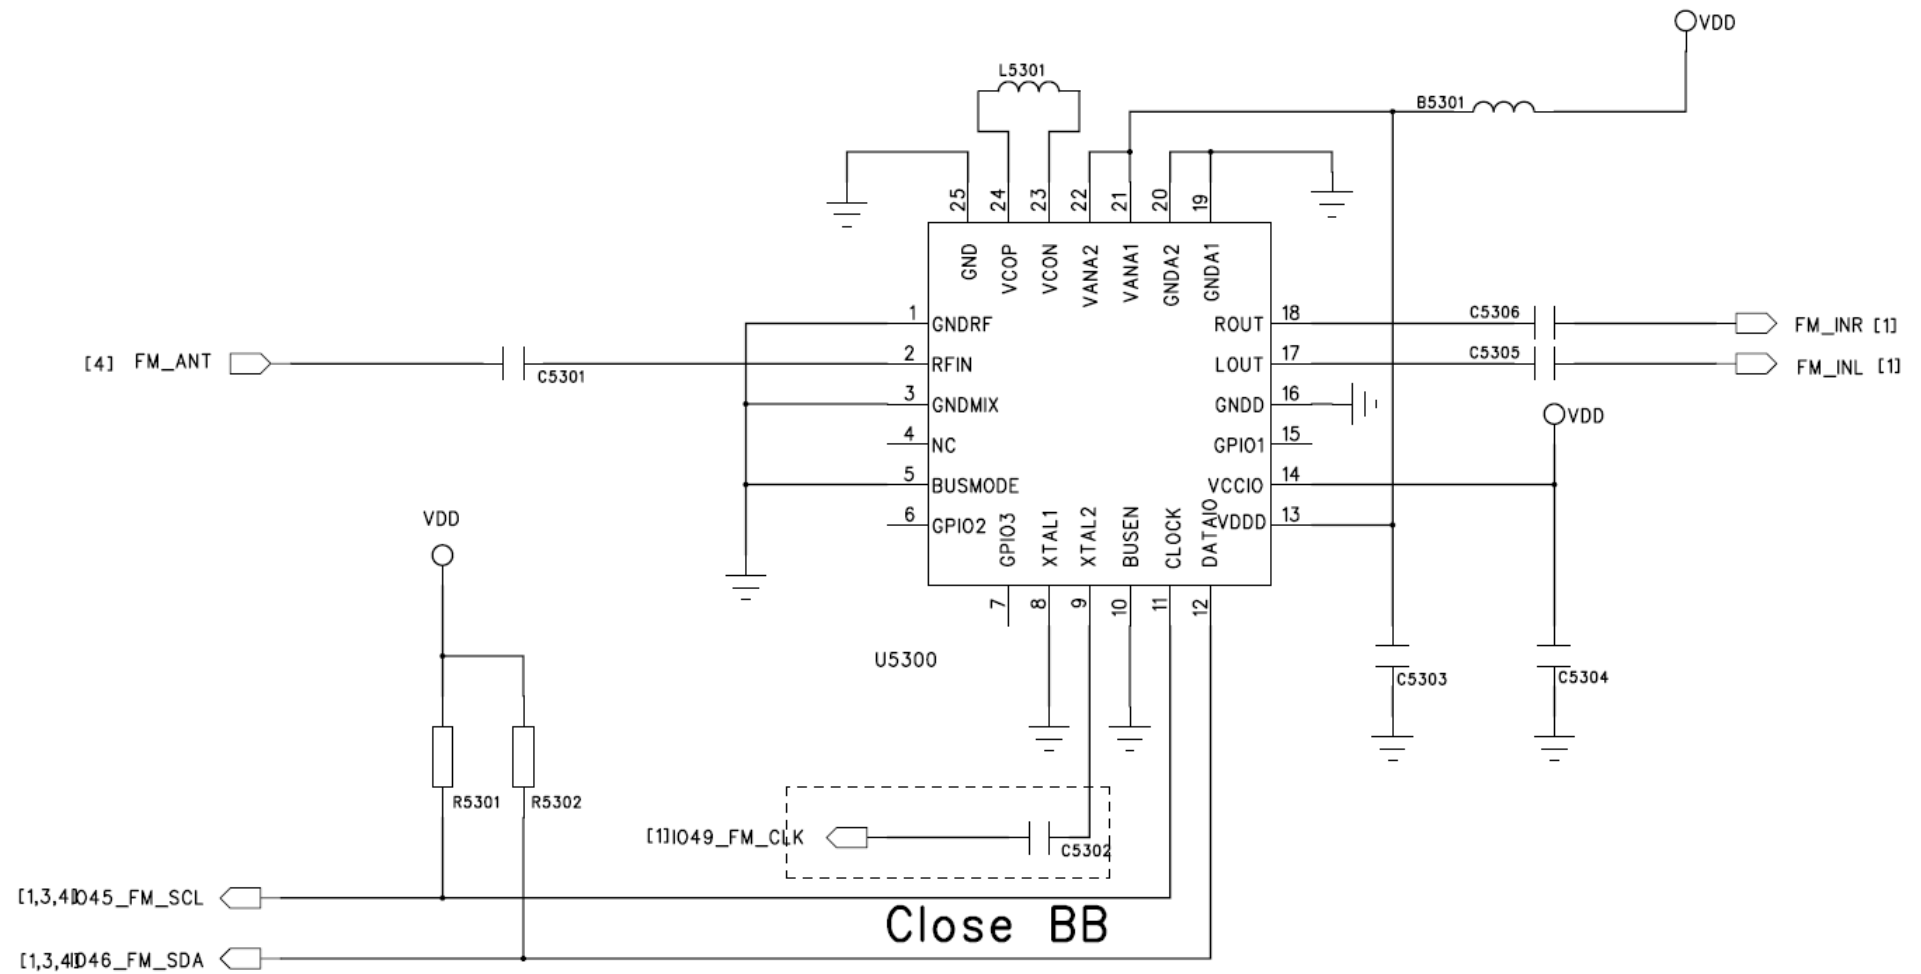 VDD
L5301
B5301
25 24 23 22 21 20 19
GND VCOP VCON VANA2 VANA1 GNDA2 GNDA1
1 GNDRF
ROUT 18
C5306
FM_INR [1]
[4] FM_ANT
C5301
2 RFIN
LOUT 17
C5305
FM_INL [1]
3 GNDMIX
GNDD 16
VDD
4 NC
GPIO1 15
5 BUSMODE
VCCIO 14
6 GPIO2
VDDD 13
GPIO3 XTAL1 XTAL2 BUSEN CLOCK DATAIO
7 8 9 10 11 12
VDD
U5300
C5303
C5304
R5301
R5302
[1]IO49_FM_CLK
C5302
[1,3,4]IO45_FM_SCL
Close BB
[1,3,4]IO46_FM_SDA